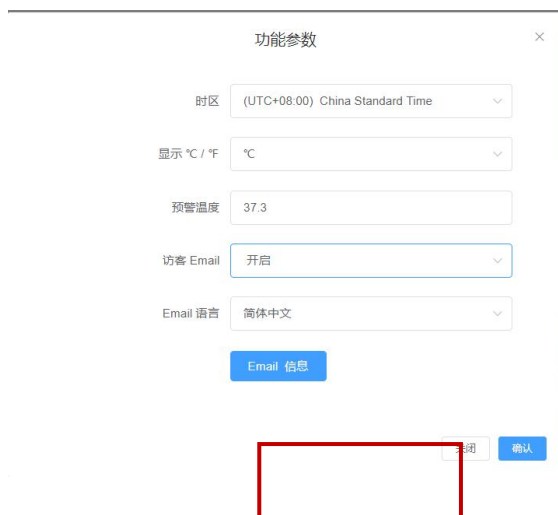 功能参数
时区 (UTC+08:00) China Standard Time
显示 ℃ / ℉ ℃
预警温度 37.3
访客 Email 开启
Email 语言 简体中文
Email 信息
关闭 确认